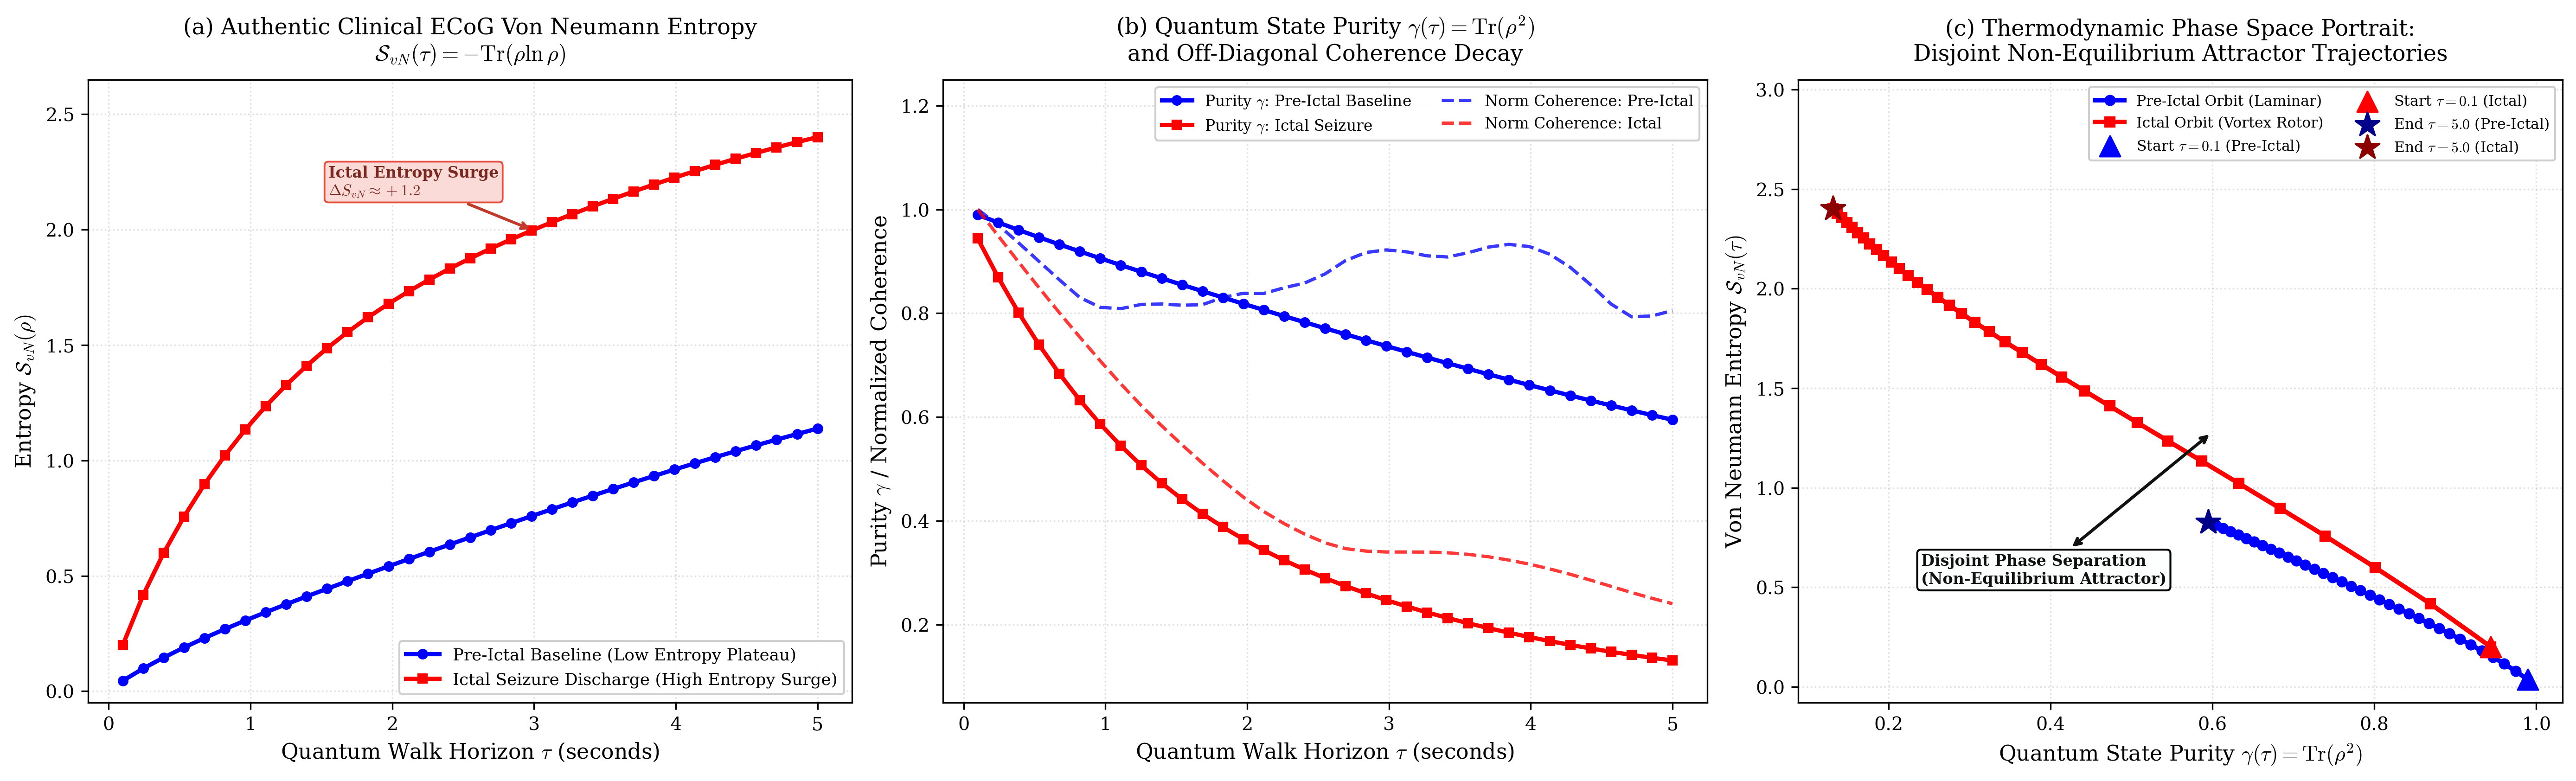 (a) Authentic Clinical ECoG Von Neumann Entropy
𝒮vN(τ) = −Tr(ρ ln ρ)
2.5
2.0
1.5
1.0
0.5
0.0
Entropy 𝒮vN(ρ)
Ictal Entropy Surge
ΔSvN ≈ +1.2
Pre-Ictal Baseline (Low Entropy Plateau)
Ictal Seizure Discharge (High Entropy Surge)
0 1 2 3 4 5
Quantum Walk Horizon τ (seconds)
(b) Quantum State Purity γ(τ) = Tr(ρ²)
and Off-Diagonal Coherence Decay
1.2
1.0
0.8
0.6
0.4
0.2
Purity γ / Normalized Coherence
Purity γ: Pre-Ictal Baseline
Purity γ: Ictal Seizure
Norm Coherence: Pre-Ictal
Norm Coherence: Ictal
0 1 2 3 4 5
Quantum Walk Horizon τ (seconds)
(c) Thermodynamic Phase Space Portrait:
Disjoint Non-Equilibrium Attractor Trajectories
3.0
2.5
2.0
1.5
1.0
0.5
0.0
Von Neumann Entropy 𝒮vN(τ)
Pre-Ictal Orbit (Laminar)
Ictal Orbit (Vortex Rotor)
Start τ = 0.1 (Pre-Ictal)
Start τ = 0.1 (Ictal)
End τ = 5.0 (Pre-Ictal)
End τ = 5.0 (Ictal)
Disjoint Phase Separation
(Non-Equilibrium Attractor)
0.2 0.4 0.6 0.8 1.0
Quantum State Purity γ(τ) = Tr(ρ²)